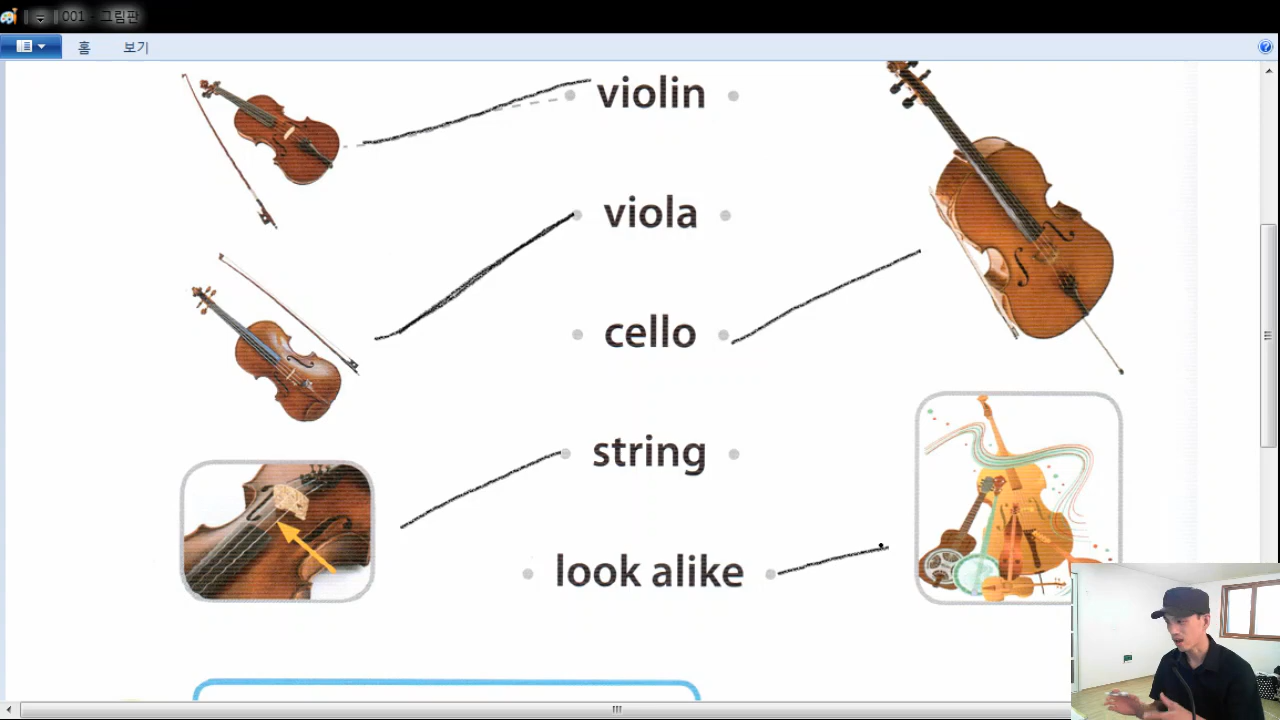 001 - 그림판
홈 보기
violin
viola
cello
string
look alike